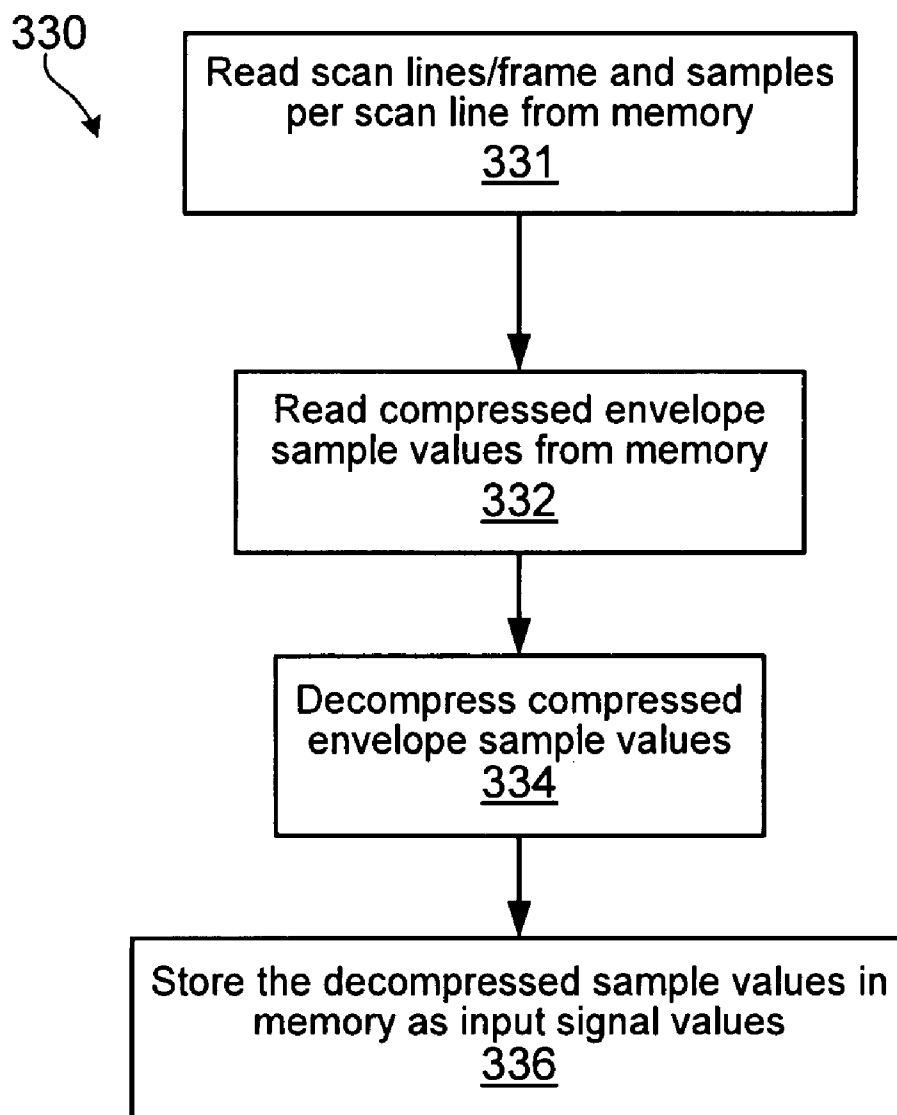 330
Read scan lines/frame and samples
per scan line from memory
331
Read compressed envelope
sample values from memory
332
Decompress compressed
envelope sample values
334
Store the decompressed sample values in
memory as input signal values
336